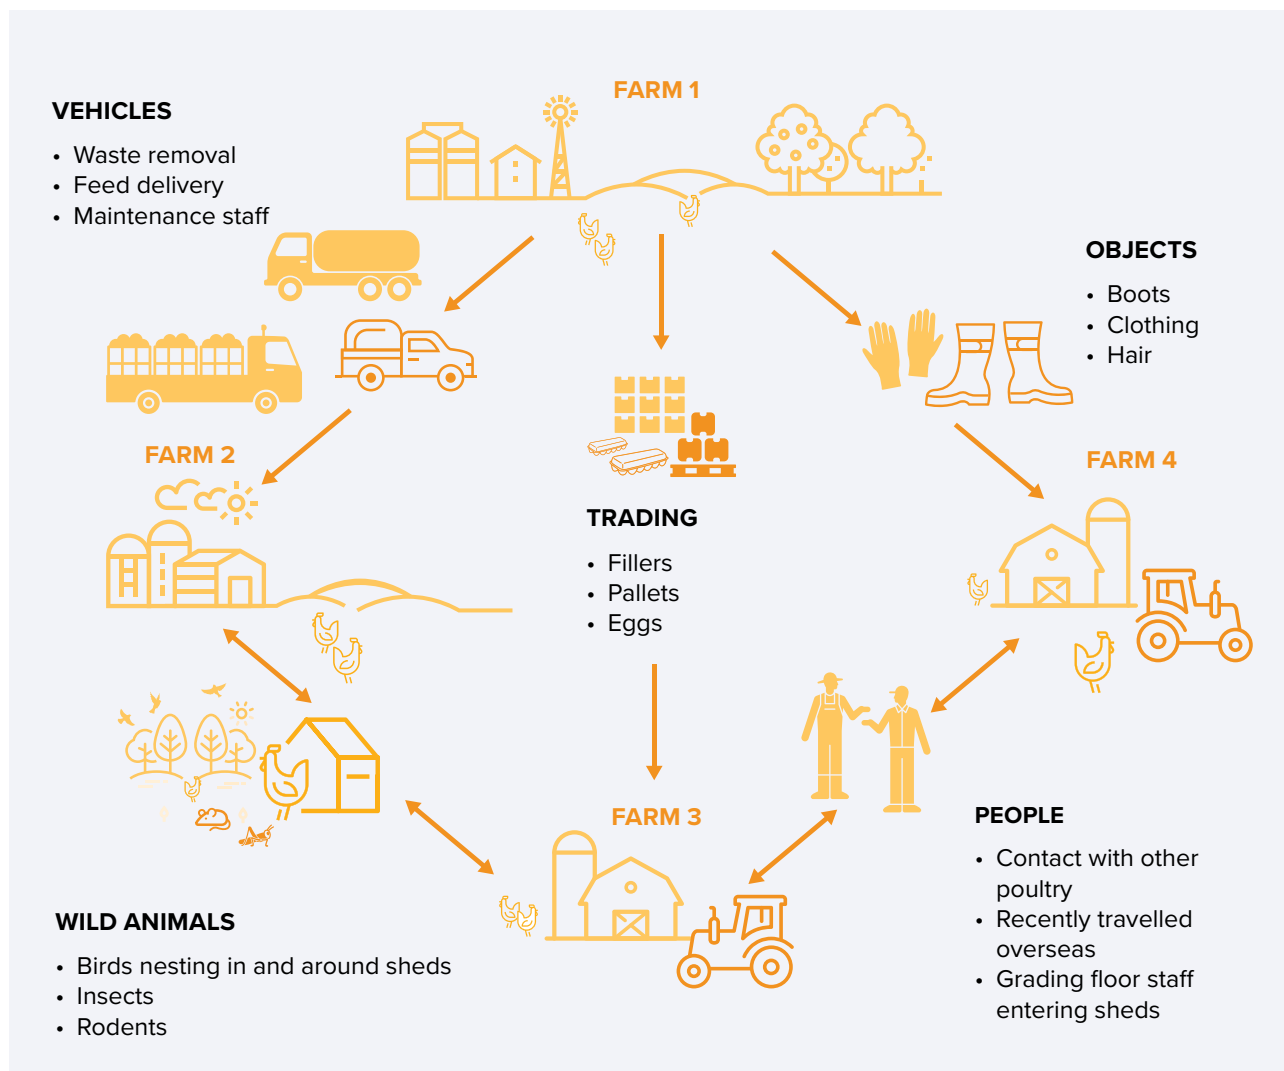 FARM 1
VEHICLES
• Waste removal
• Feed delivery
• Maintenance staff
OBJECTS
• Boots
• Clothing
• Hair
FARM 2
FARM 4
TRADING
• Fillers
• Pallets
• Eggs
FARM 3
PEOPLE
• Contact with other
poultry
• Recently travelled
overseas
• Grading floor staff
entering sheds
WILD ANIMALS
• Birds nesting in and around sheds
• Insects
• Rodents